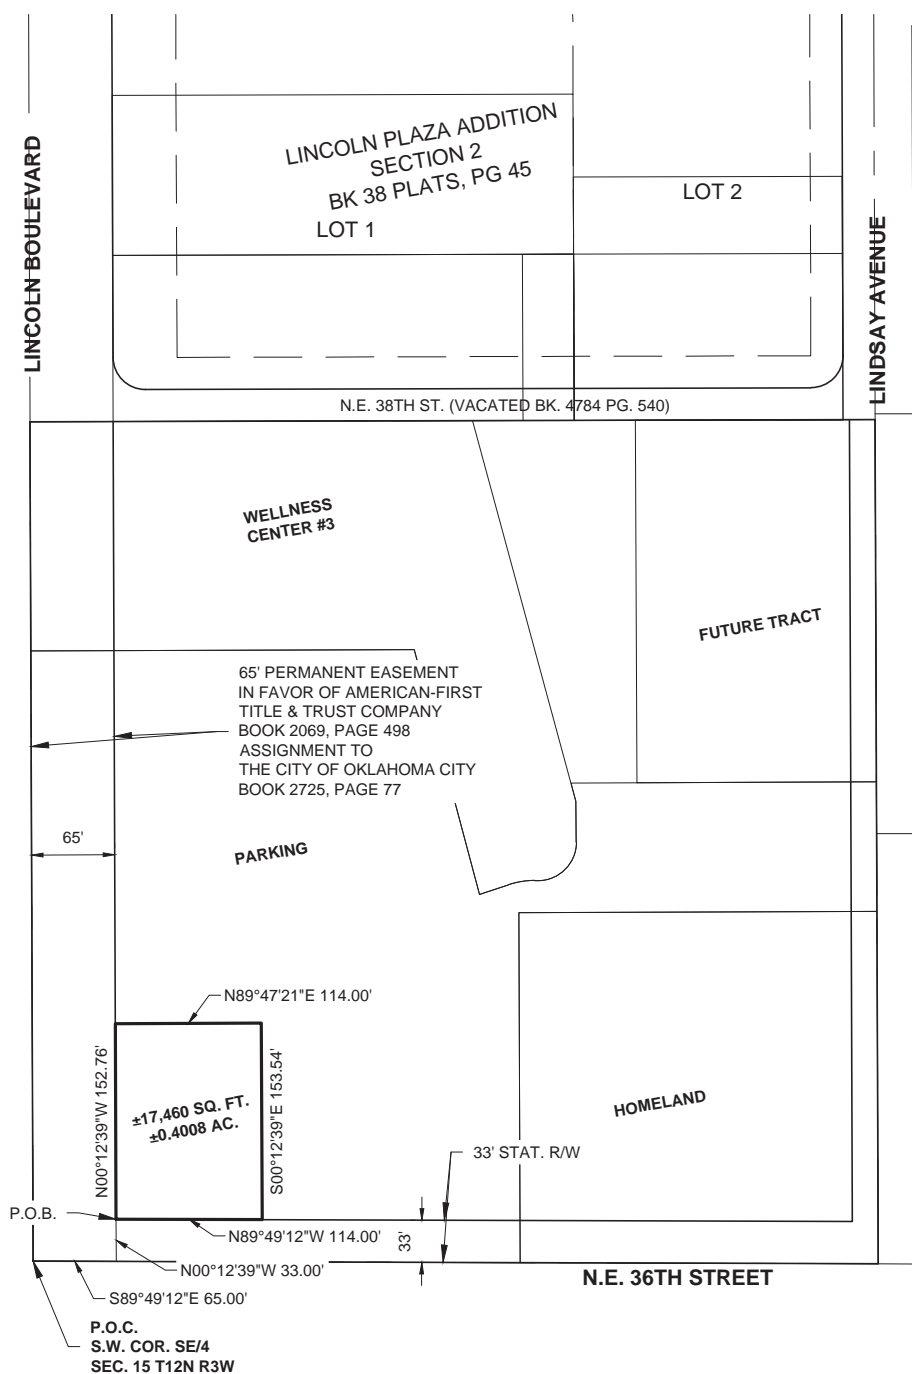 LINCOLN PLAZA ADDITION
SECTION 2
BK 38 PLATS, PG 45
LOT 1
LOT 2
LINCOLN BOULEVARD
LINDSAY AVENUE
N.E. 38TH ST. (VACATED BK. 4784 PG. 540)
WELLNESS
CENTER #3
FUTURE TRACT
65' PERMANENT EASEMENT
IN FAVOR OF AMERICAN-FIRST
TITLE & TRUST COMPANY
BOOK 2069, PAGE 498
ASSIGNMENT TO
THE CITY OF OKLAHOMA CITY
BOOK 2725, PAGE 77
65'
PARKING
N89°47'21"E 114.00'
N00°12'39"W 152.76'
±17,460 SQ. FT.
±0.4008 AC.
S00°12'39"E 153.54'
HOMELAND
33' STAT. R/W
P.O.B.
N89°49'12"W 114.00'
33'
N00°12'39"W 33.00'
N.E. 36TH STREET
S89°49'12"E 65.00'
P.O.C.
S.W. COR. SE/4
SEC. 15 T12N R3W